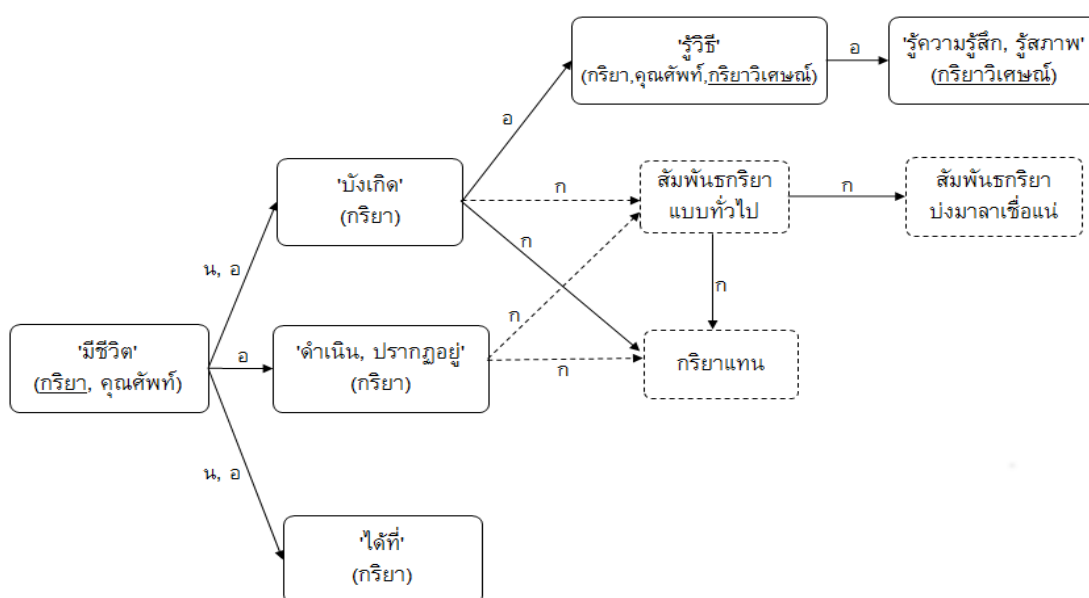 'รู้วิธี'
(กริยา,คุณศัพท์,กริยาวิเศษณ์)
อ
'รู้ความรู้สึก, รู้สภาพ'
(กริยาวิเศษณ์)
อ
'บังเกิด'
(กริยา)
ก
สัมพันธกริยา
แบบทั่วไป
ก
สัมพันธกริยา
บ่งมาลาเชื่อแน่
ก
น, อ
ก
ก
'มีชีวิต'
(กริยา, คุณศัพท์)
อ
'ดำเนิน, ปรากฏอยู่'
(กริยา)
ก
กริยาแทน
น, อ
'ได้ที่'
(กริยา)